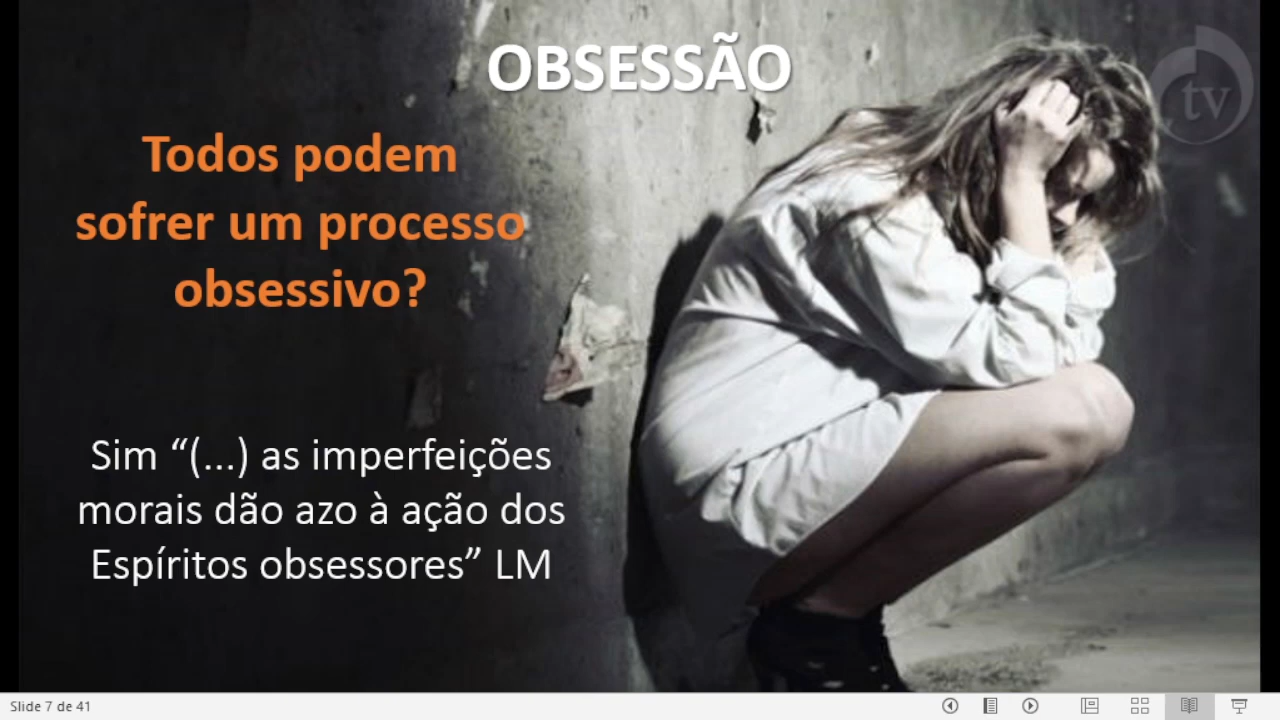 OBSESSÃO
tv
Todos podem
sofrer um processo
obsessivo?
Sim “(...) as imperfeições
morais dão azo à ação dos
Espíritos obsessores” LM
Slide 7 de 41